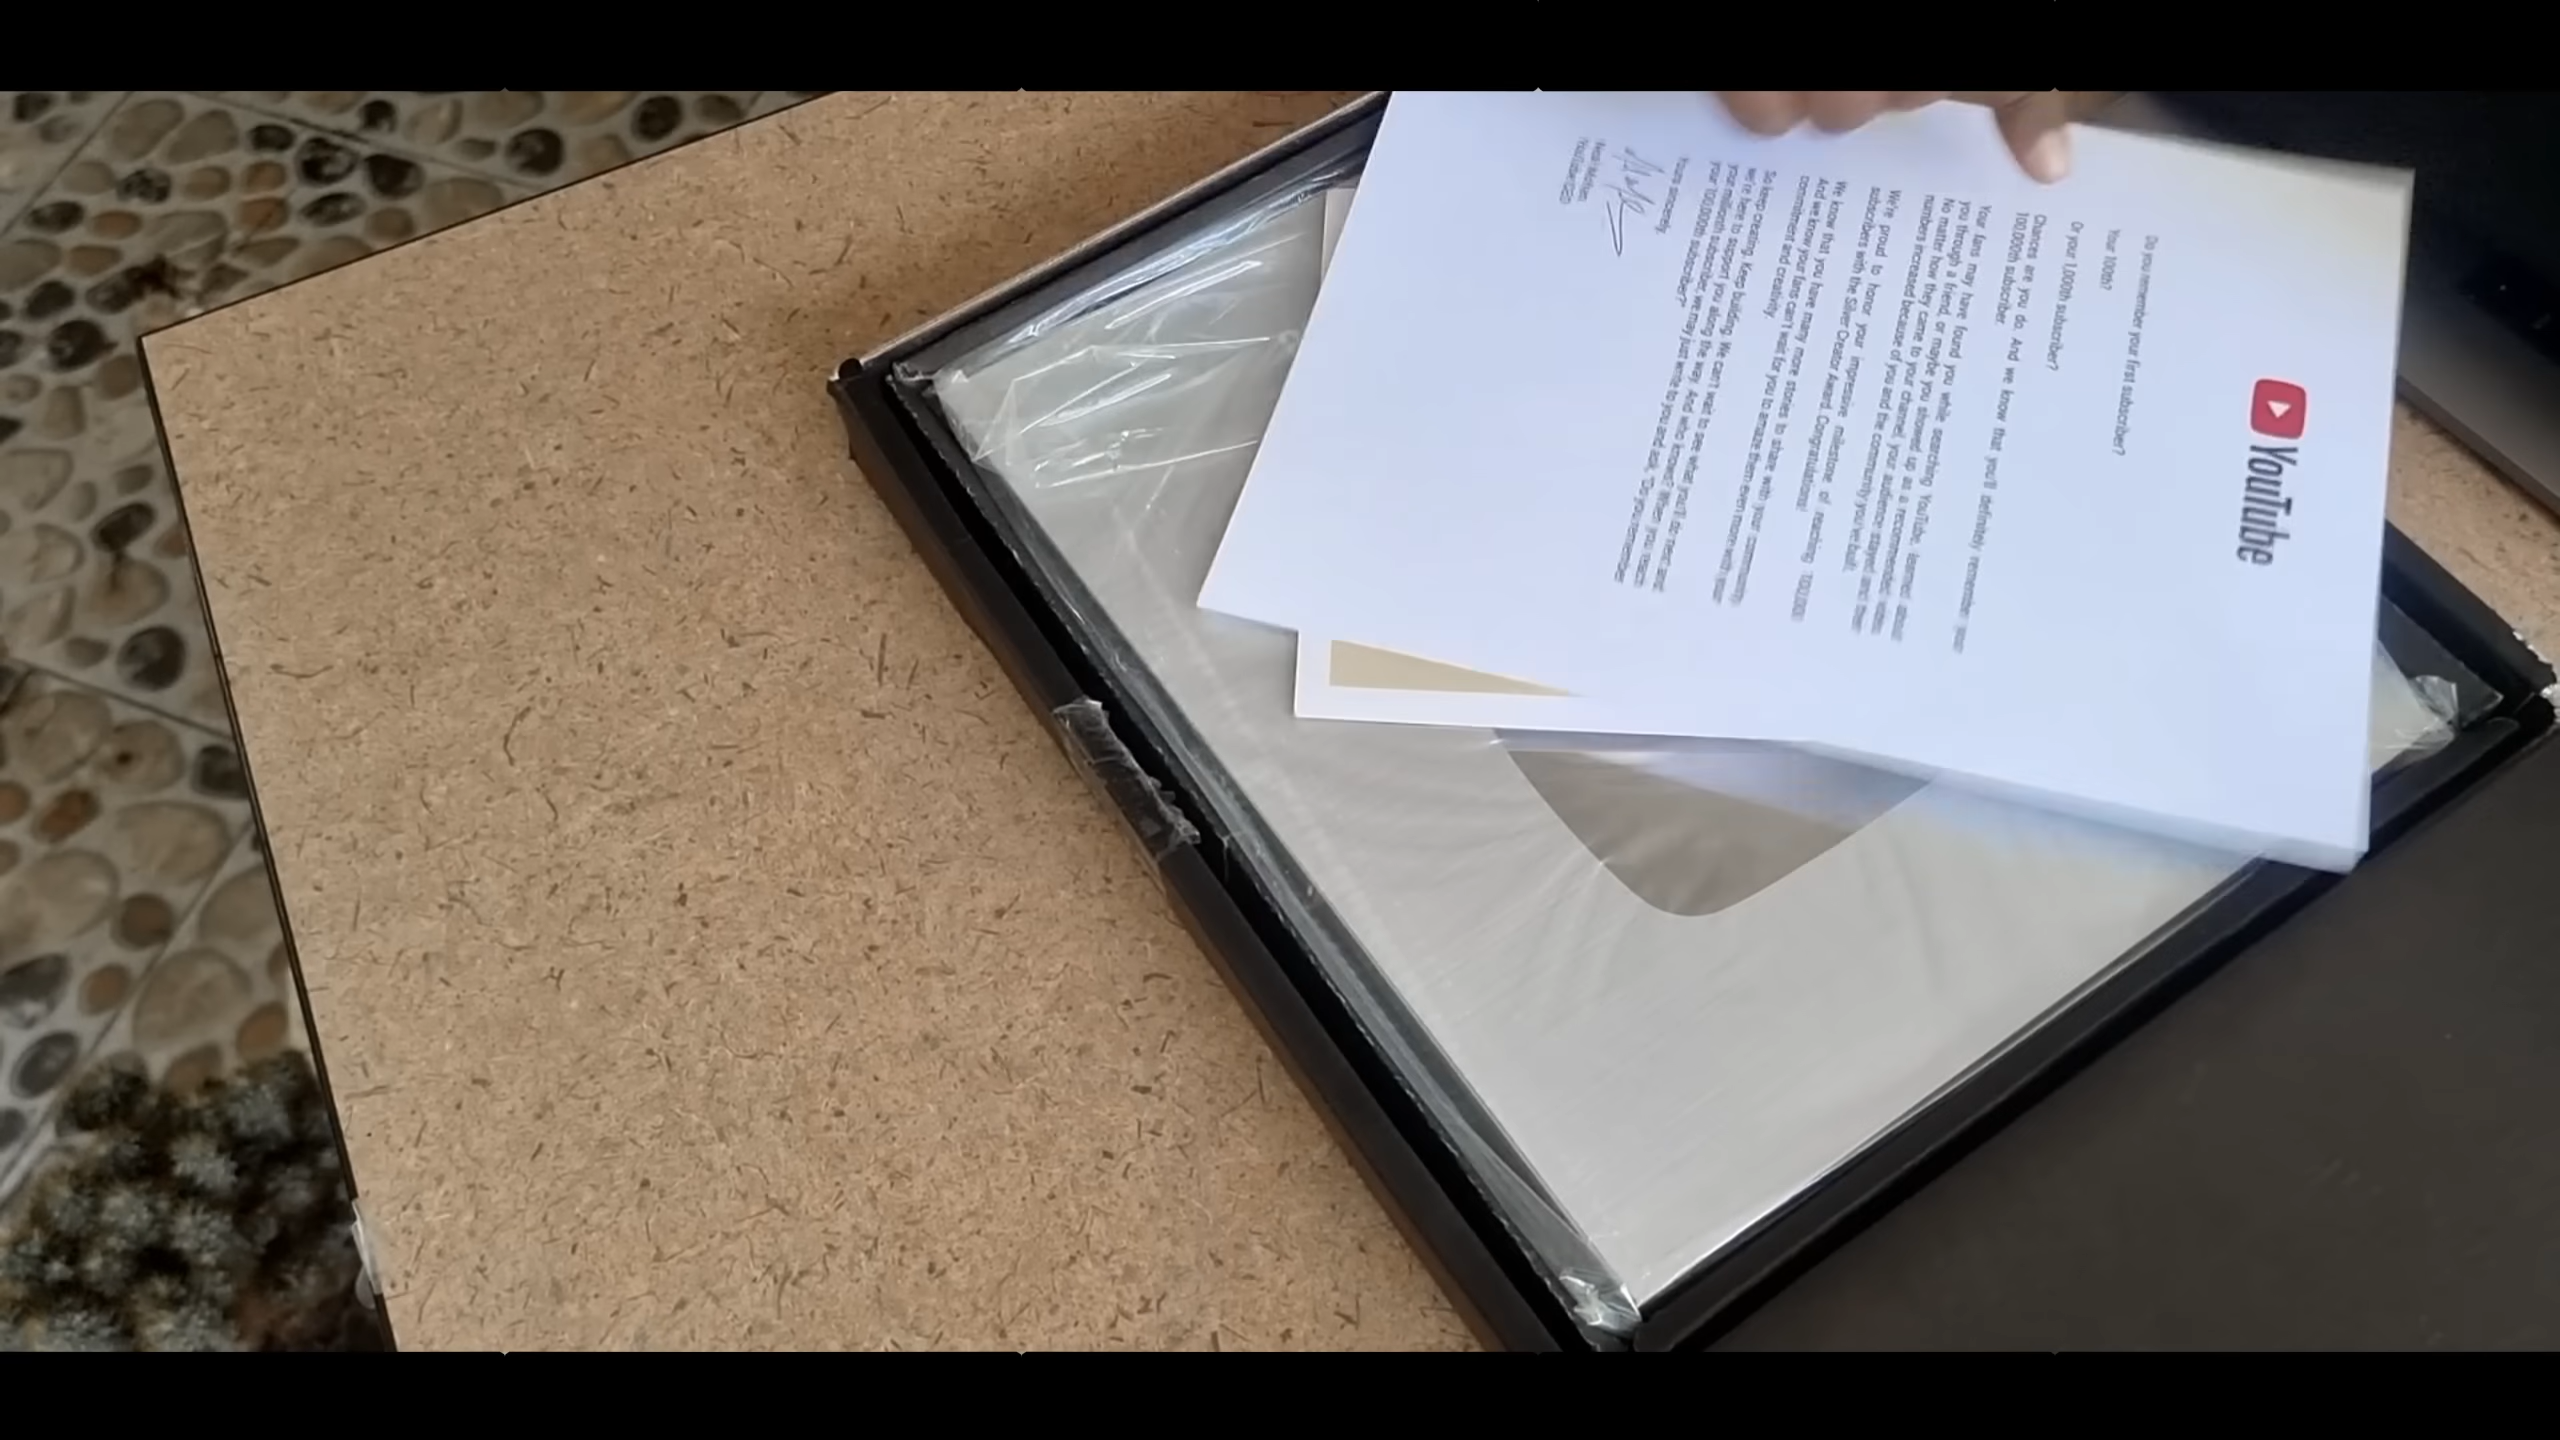 YouTube
Do you remember your first subscriber?
Your 100th?
Or your 1,000th subscriber?
Chances are you do. And we know that you'll definitely remember your
100,000th subscriber.
Your fans may have found you while searching YouTube, learned about
you through a friend, or maybe you showed up as a recommended video.
No matter how they came to your channel, your audience stayed and their
numbers increased because of you and the community you've built.
We're proud to honor your impressive milestone of reaching 100,000
subscribers with the Silver Creator Award. Congratulations!
We know that you have many more stories to share with your community.
And we know your fans can't wait for you to amaze them even more with your
commitment and creativity.
So keep creating. Keep building. We can't wait to see what you'll do next and
we're here to support you along the way. And who knows? When you reach
your millionth subscriber, we may just write to you and ask, "Do you remember
your 100,000th subscriber?"
Yours sincerely,
Neal Mohan
YouTube CEO